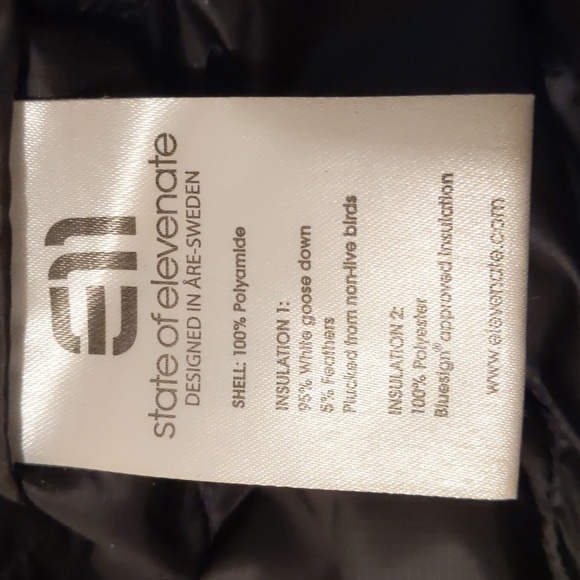 e11
state of elevenate
DESIGNED IN ÅRE-SWEDEN
SHELL: 100% Polyamide
INSULATION 1:
95% White goose down
5% Feathers
Plucked from non-live birds
INSULATION 2:
100% Polyester
Bluesign® approved insulation
www.elevenate.com